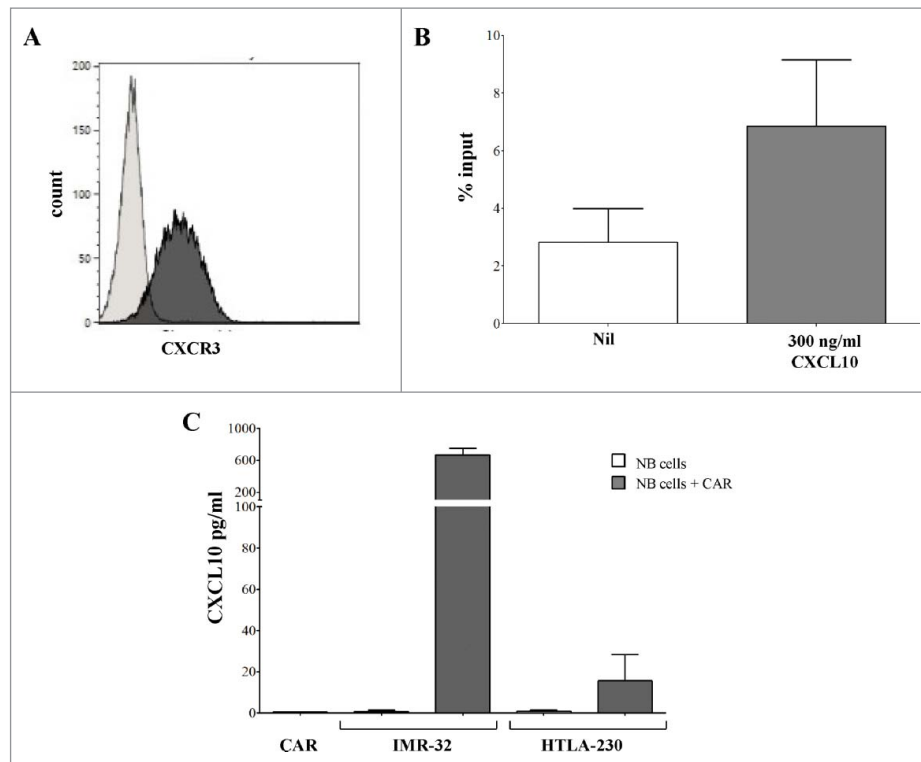 A
200
150
100
50
0
count
CXCR3
B
10
8
6
4
2
0
% input
Nil
300 ng/ml
CXCL10
C
1000
600
200
100
80
60
40
20
0
CXCL10 pg/ml
NB cells
NB cells + CAR
CAR
IMR-32
HTLA-230